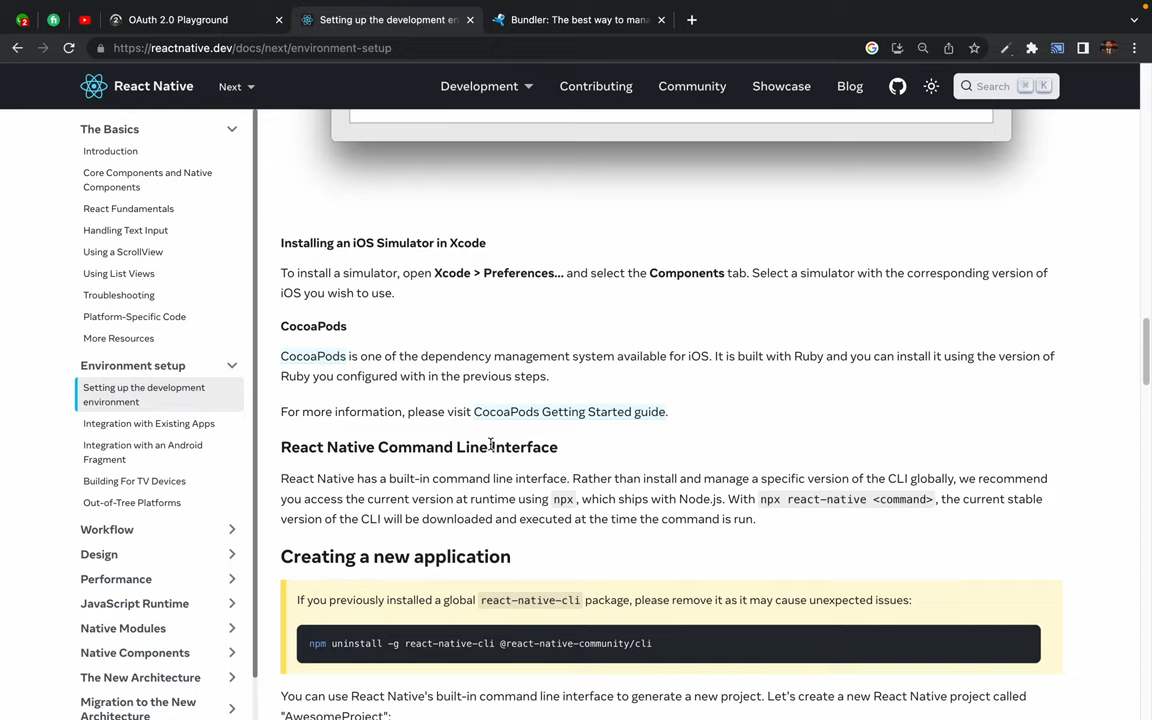 2
OAuth 2.0 Playground
Setting up the development en
Bundler: The best way to mana
https://reactnative.dev/docs/next/environment-setup
React Native
Next
Development
Contributing
Community
Showcase
Blog
Search
K
The Basics
Introduction
Core Components and Native
Components
React Fundamentals
Handling Text Input
Using a ScrollView
Using List Views
Troubleshooting
Platform-Specific Code
More Resources
Environment setup
Setting up the development
environment
Integration with Existing Apps
Integration with an Android
Fragment
Building For TV Devices
Out-of-Tree Platforms
Workflow
Design
Performance
JavaScript Runtime
Native Modules
Native Components
The New Architecture
Migration to the New
Architecture
Installing an iOS Simulator in Xcode
To install a simulator, open Xcode > Preferences... and select the Components tab. Select a simulator with the corresponding version of
iOS you wish to use.
CocoaPods
CocoaPods is one of the dependency management system available for iOS. It is built with Ruby and you can install it using the version of
Ruby you configured with in the previous steps.
For more information, please visit CocoaPods Getting Started guide.
React Native Command Line Interface
React Native has a built-in command line interface. Rather than install and manage a specific version of the CLI globally, we recommend
you access the current version at runtime using npx, which ships with Node.js. With npx react-native <command>, the current stable
version of the CLI will be downloaded and executed at the time the command is run.
Creating a new application
If you previously installed a global react-native-cli package, please remove it as it may cause unexpected issues:
npm uninstall -g react-native-cli @react-native-community/cli
You can use React Native's built-in command line interface to generate a new project. Let's create a new React Native project called
"AwesomeProject":